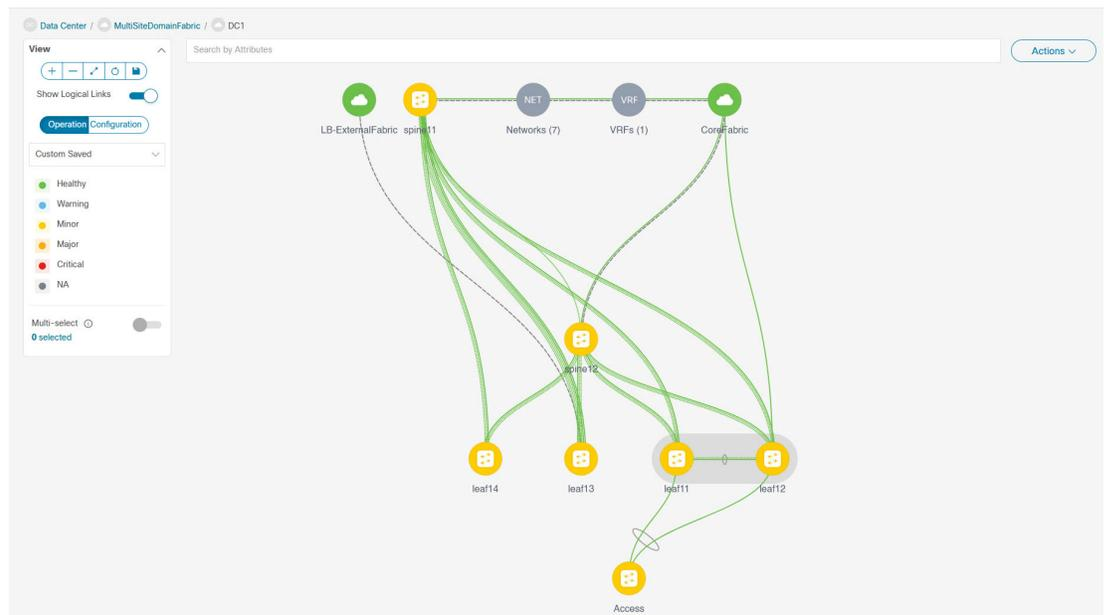 DC Data Center / MultiSiteDomainFabric / DC1
View
Search by Attributes
Actions
Show Logical Links
Operation Configuration
Custom Saved
Healthy
Warning
Minor
Major
Critical
NA
Multi-select
0 selected
NET
VRF
LB-ExternalFabric
spine11
Networks (7)
VRFs (1)
CoreFabric
spine12
leaf14
leaf13
leaf11
leaf12
Access